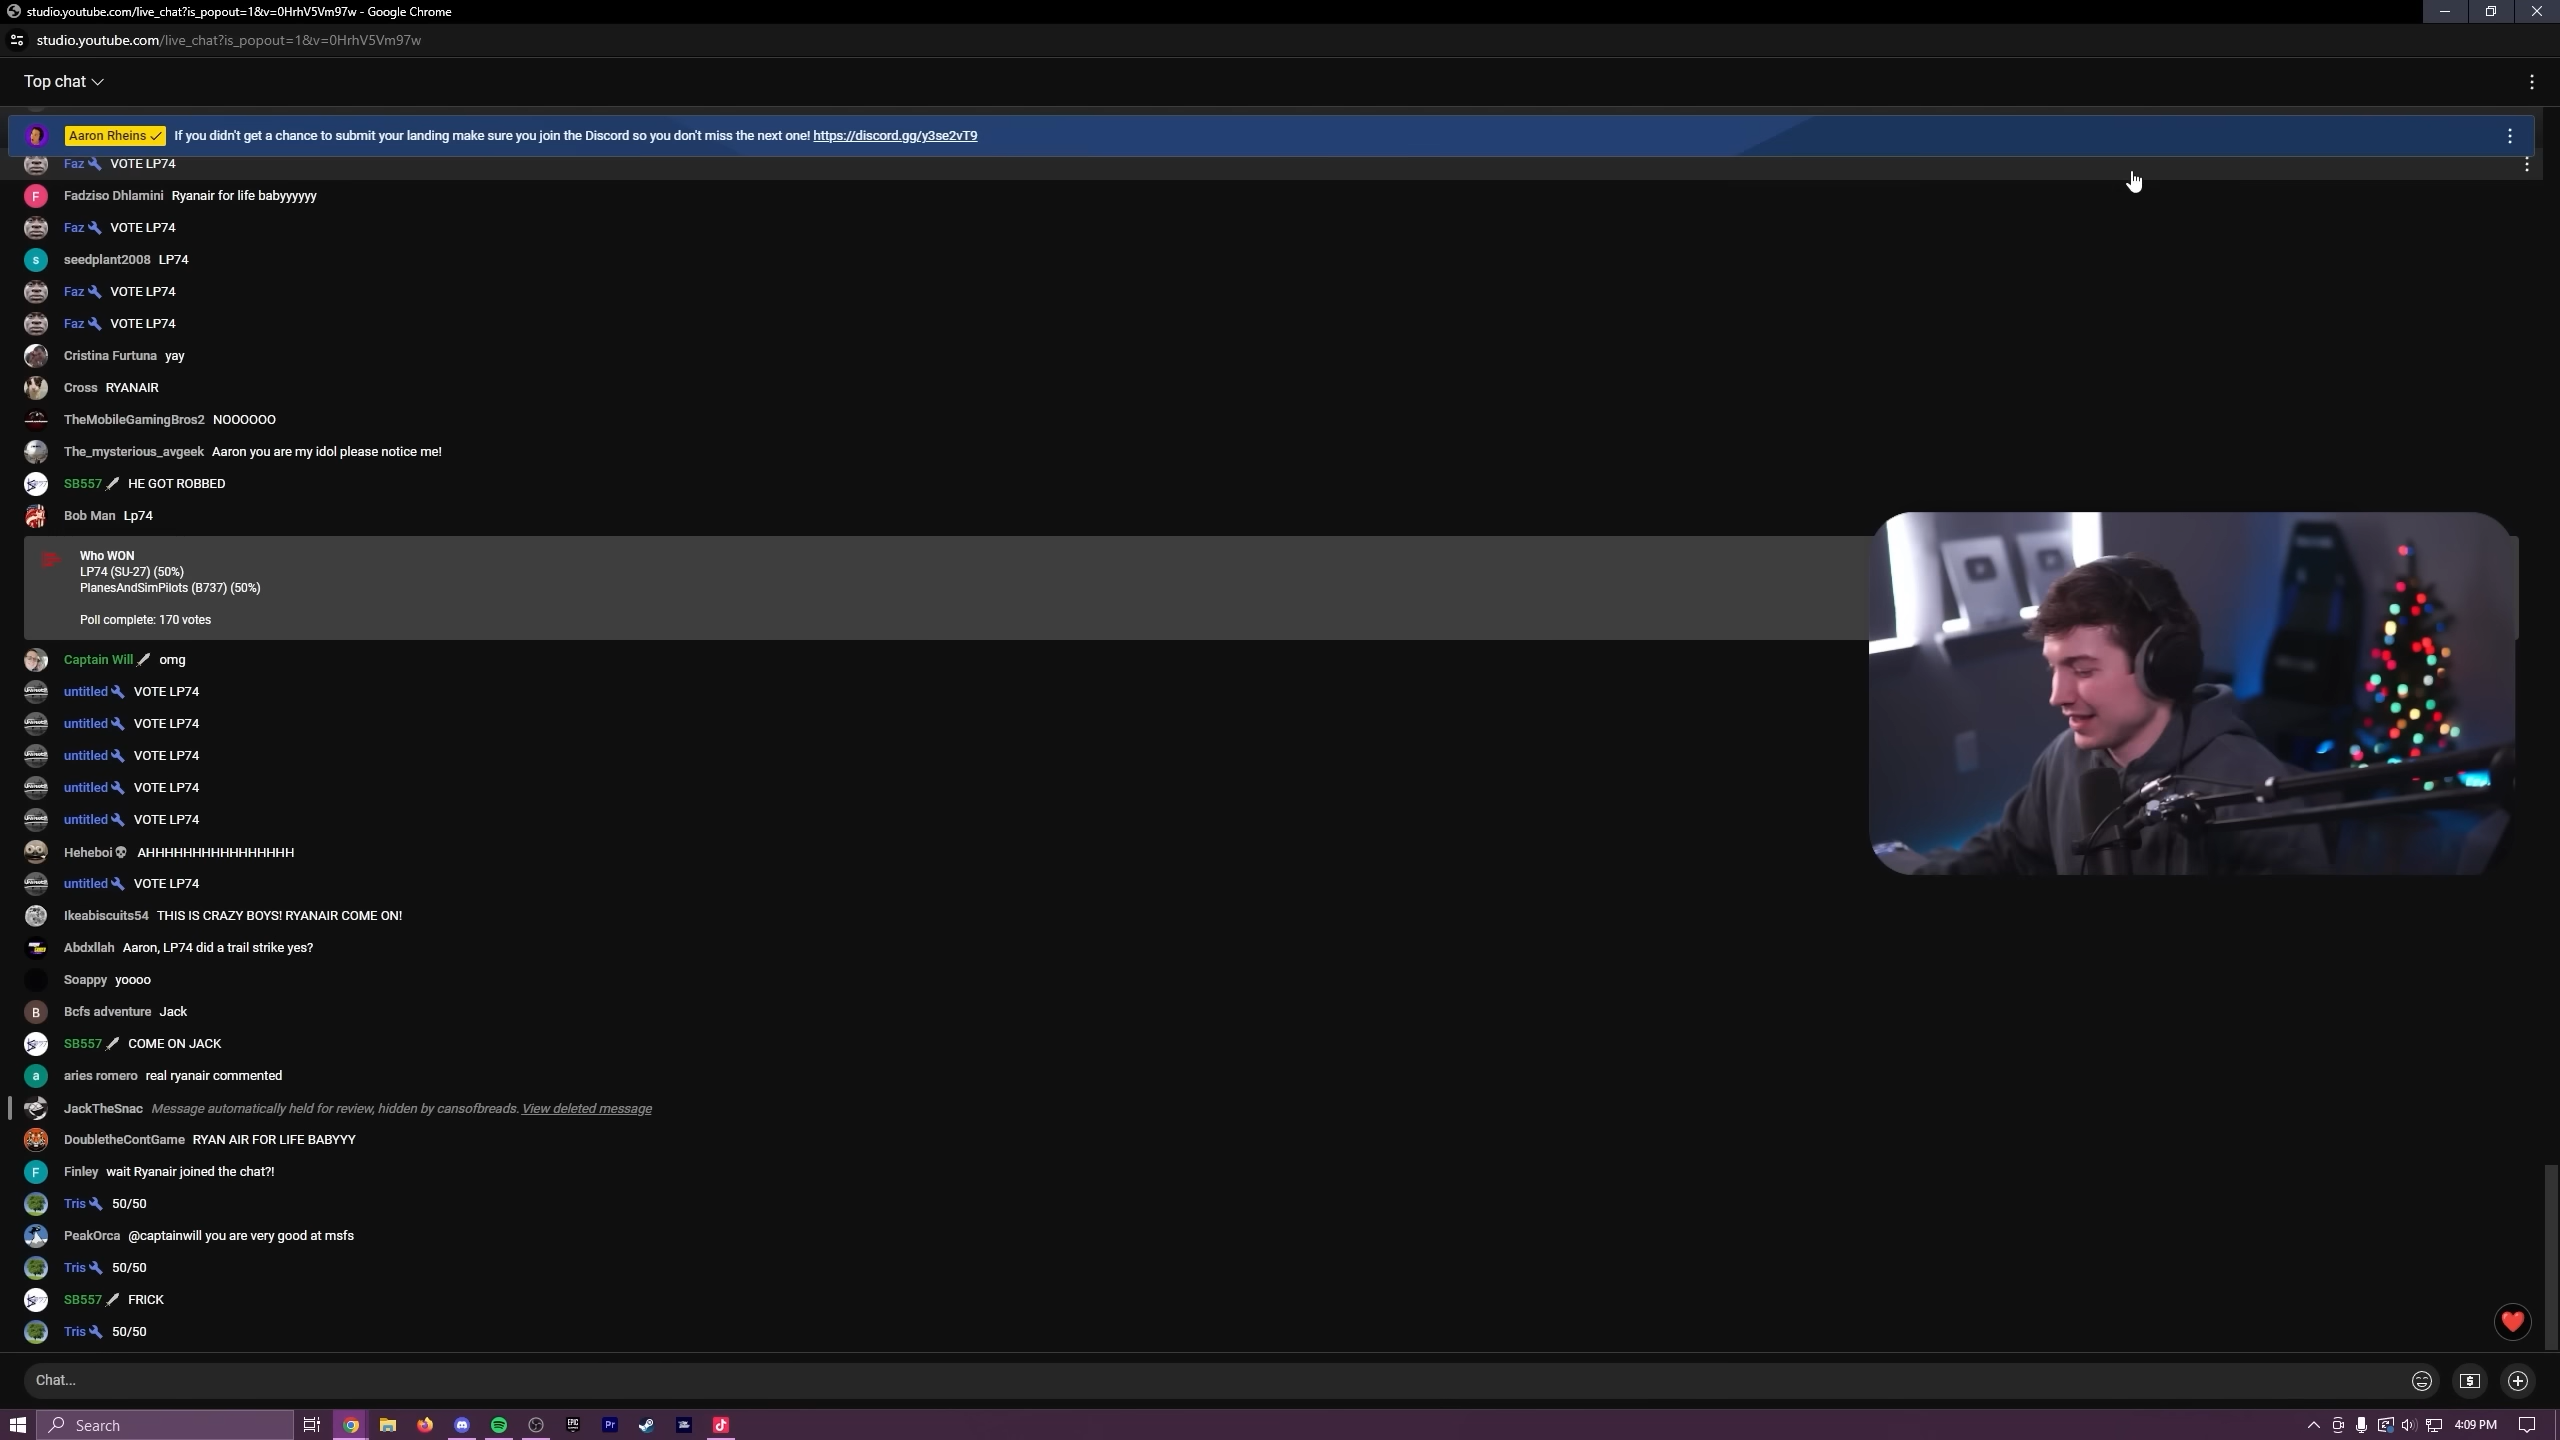 studio.youtube.com/live_chat?is_popout=1&v=0HrhV5Vm97w - Google Chrome
studio.youtube.com/live_chat?is_popout=1&v=0HrhV5Vm97w
Top chat
Aaron Rheins If you didn't get a chance to submit your landing make sure you join the Discord so you don't miss the next one! https://discord.gg/y3se2vT9
Faz VOTE LP74
Fadziso Dhlamini Ryanair for life babyyyyyy
Faz VOTE LP74
seedplant2008 LP74
Faz VOTE LP74
Faz VOTE LP74
Cristina Furtuna yay
Cross RYANAIR
TheMobileGamingBros2 NOOOOOO
The_mysterious_avgeek Aaron you are my idol please notice me!
SB557 HE GOT ROBBED
Bob Man Lp74
Who WON
LP74 (SU-27) (50%)
PlanesAndSimPilots (B737) (50%)
Poll complete: 170 votes
Captain Will omg
untitled VOTE LP74
untitled VOTE LP74
untitled VOTE LP74
untitled VOTE LP74
untitled VOTE LP74
Heheboi💀 AHHHHHHHHHHHHHHHH
untitled VOTE LP74
Ikeabiscuits54 THIS IS CRAZY BOYS! RYANAIR COME ON!
Abdxllah Aaron, LP74 did a trail strike yes?
Soappy yoooo
B Bcfs adventure Jack
SB557 COME ON JACK
a aries romero real ryanair commented
JackTheSnac Message automatically held for review, hidden by cansofbreads. View deleted message
DoubletheContGame RYAN AIR FOR LIFE BABYYY
F Finley wait Ryanair joined the chat?!
Tris 50/50
PeakOrca @captainwill you are very good at msfs
Tris 50/50
SB557 FRICK
Tris 50/50
Chat...
Search
4:09 PM